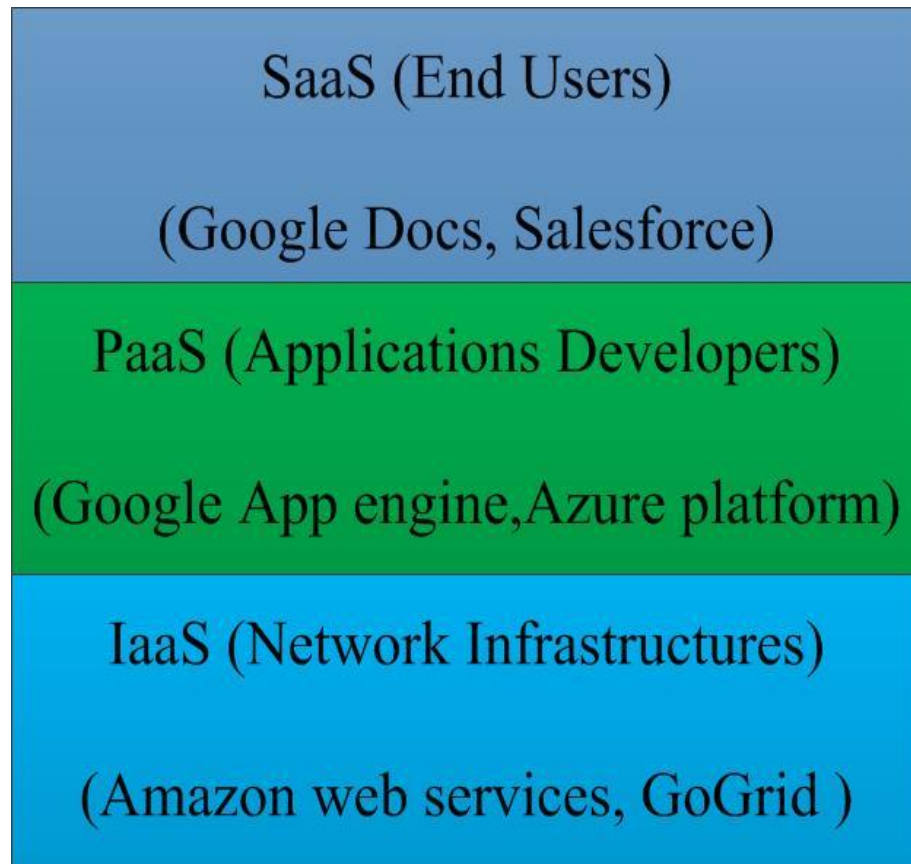 SaaS (End Users)
(Google Docs, Salesforce)
PaaS (Applications Developers)
(Google App engine,Azure platform)
IaaS (Network Infrastructures)
(Amazon web services, GoGrid )